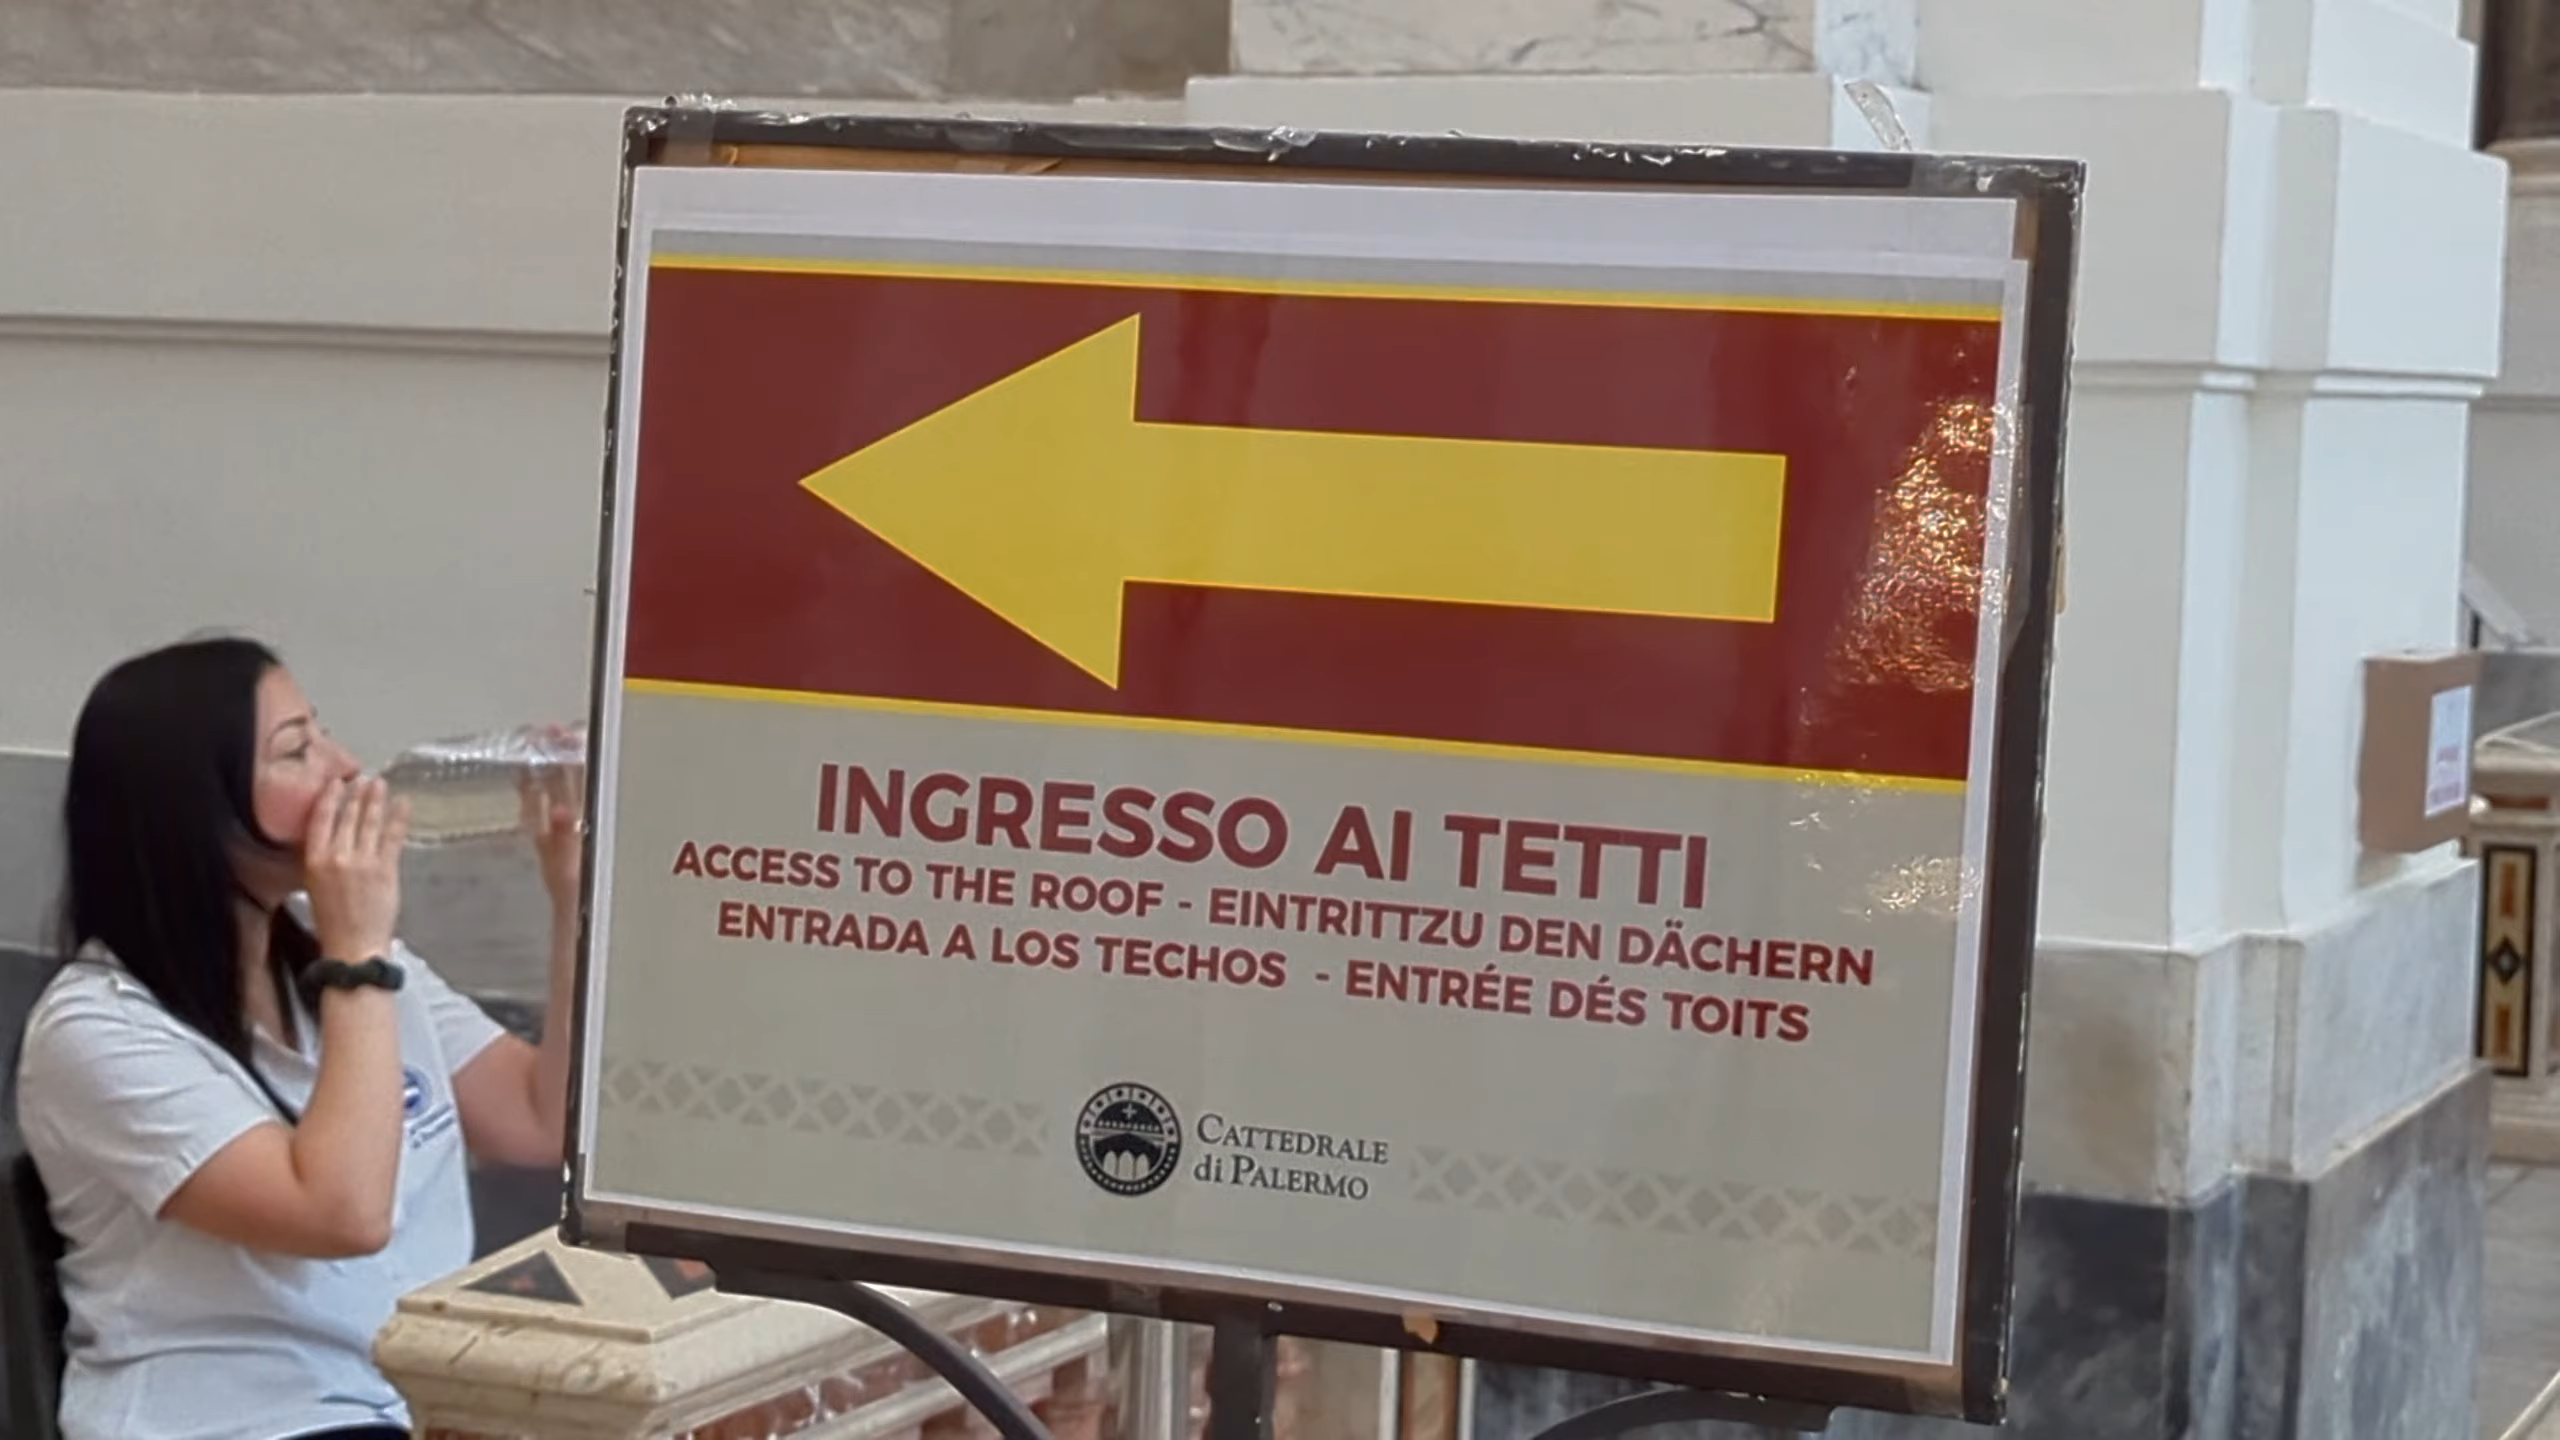 INGRESSO AI TETTI
ACCESS TO THE ROOF - EINTRITTZU DEN DÄCHERN
ENTRADA A LOS TECHOS - ENTRÉE DÉS TOITS
CATTEDRALE
di PALERMO